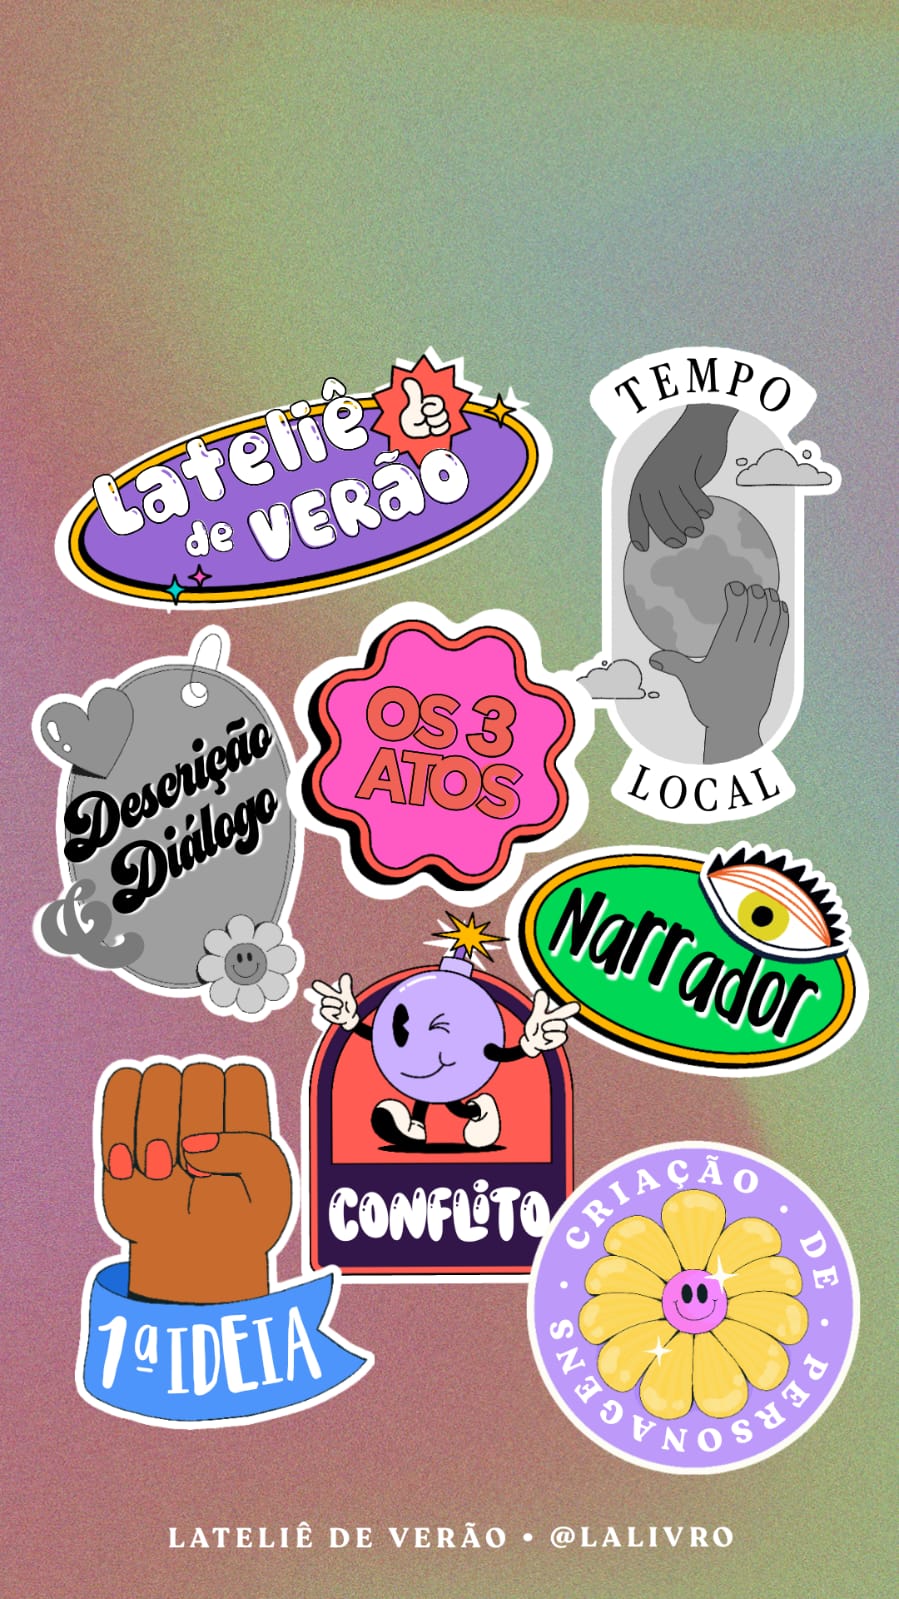 Lateliê
de VERÃO
TEMPO
LOCAL
Descrição
&
Diálogo
OS 3
ATOS
Narrador
CONFLITO
1ª IDEIA
CRIAÇÃO • DE • PERSONAGENS •
LATELIÊ DE VERÃO • @LALIVRO